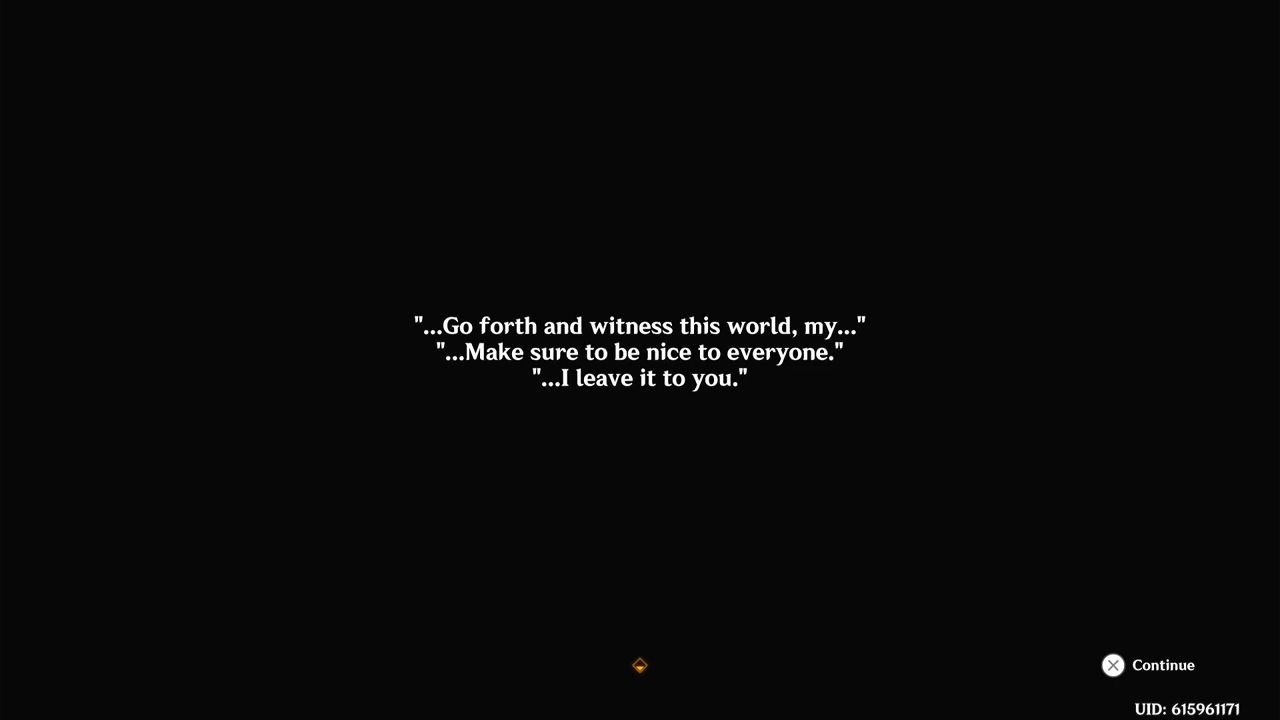 "...Go forth and witness this world, my..."
"...Make sure to be nice to everyone."
"...I leave it to you."
Continue
UID: 615961171